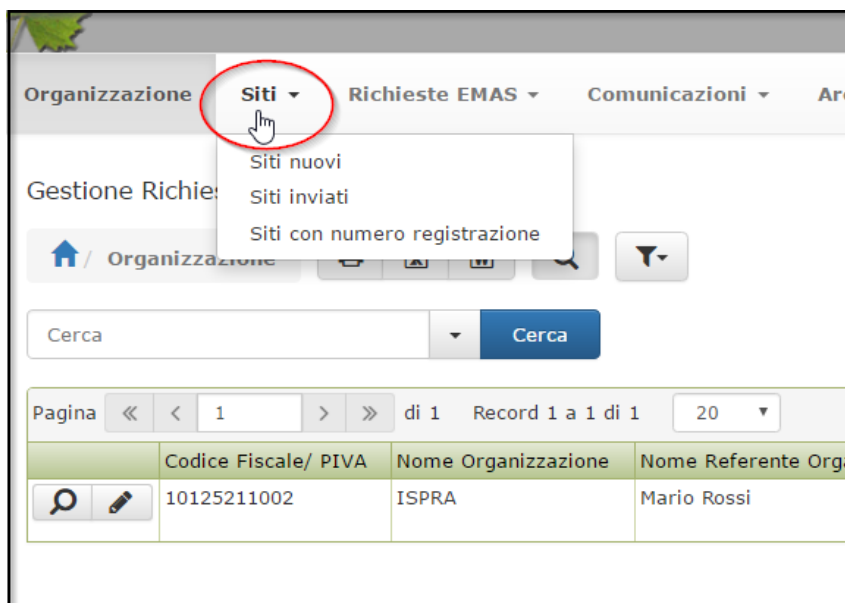 Organizzazione Siti Richieste EMAS Comunicazioni
Siti nuovi
Siti inviati
Siti con numero registrazione
Gestione
Organizzazione
Cerca Cerca
Pagina 1 di 1 Record 1 a 1 di 1 20
Codice Fiscale/ PIVA Nome Organizzazione Nome Referente
10125211002 ISPRA Mario Rossi